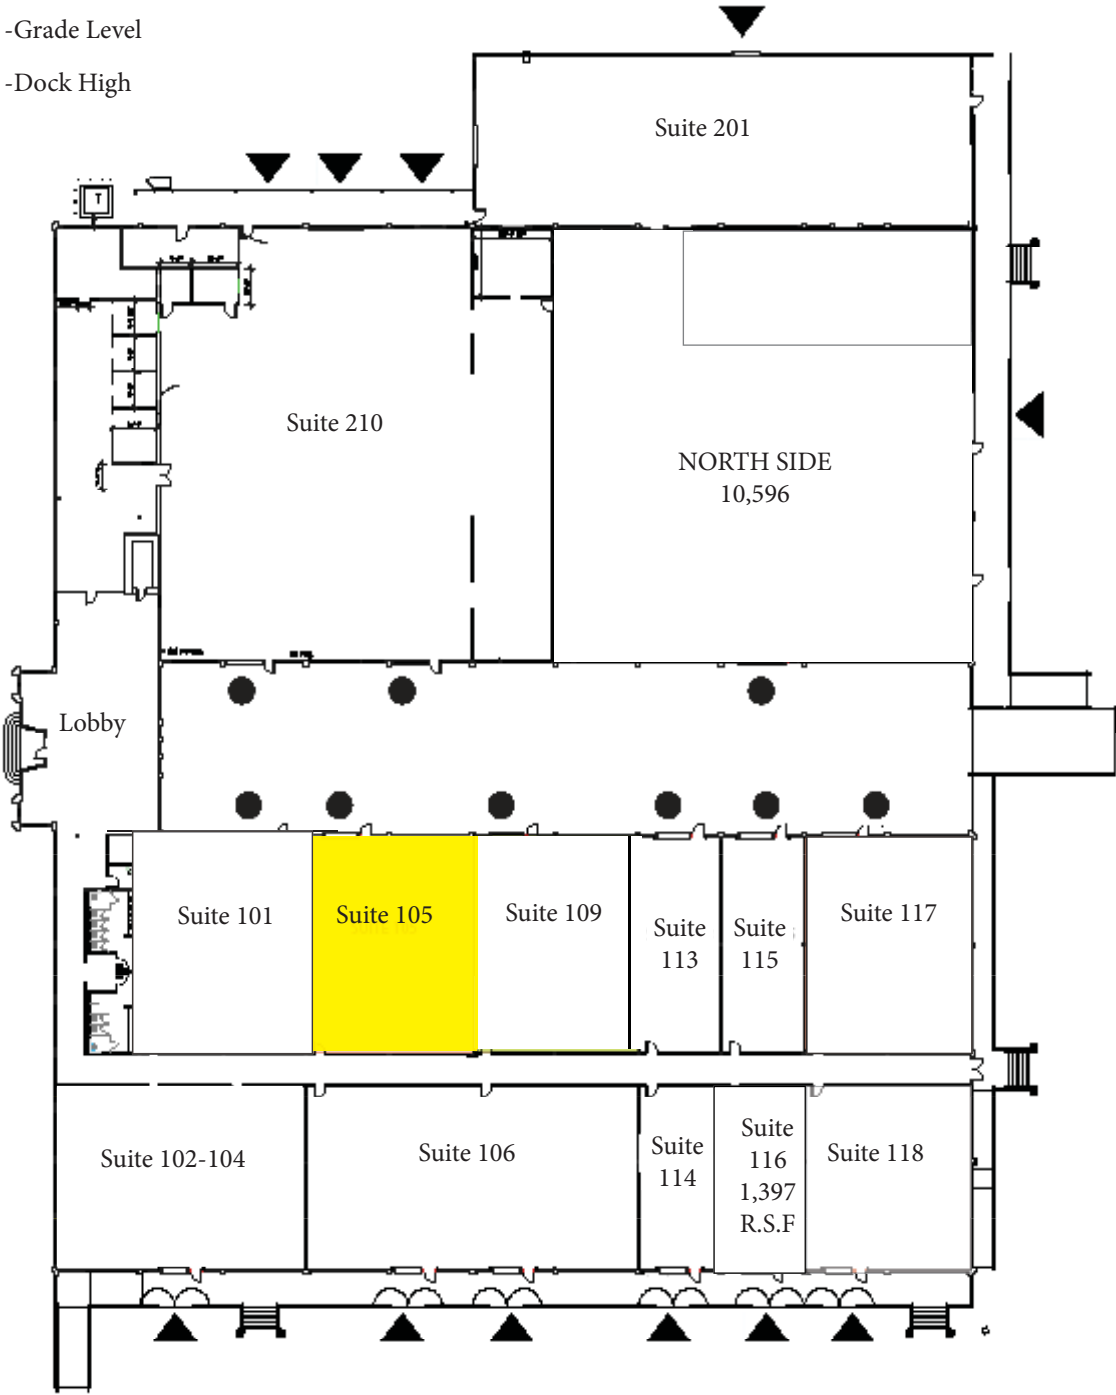 -Grade Level
-Dock High
Suite 201
T
Suite 210
NORTH SIDE
10,596
Lobby
Suite 101
Suite 105
Suite 109
Suite
113
Suite
115
Suite 117
Suite 102-104
Suite 106
Suite
114
Suite
116
1,397
R.S.F
Suite 118